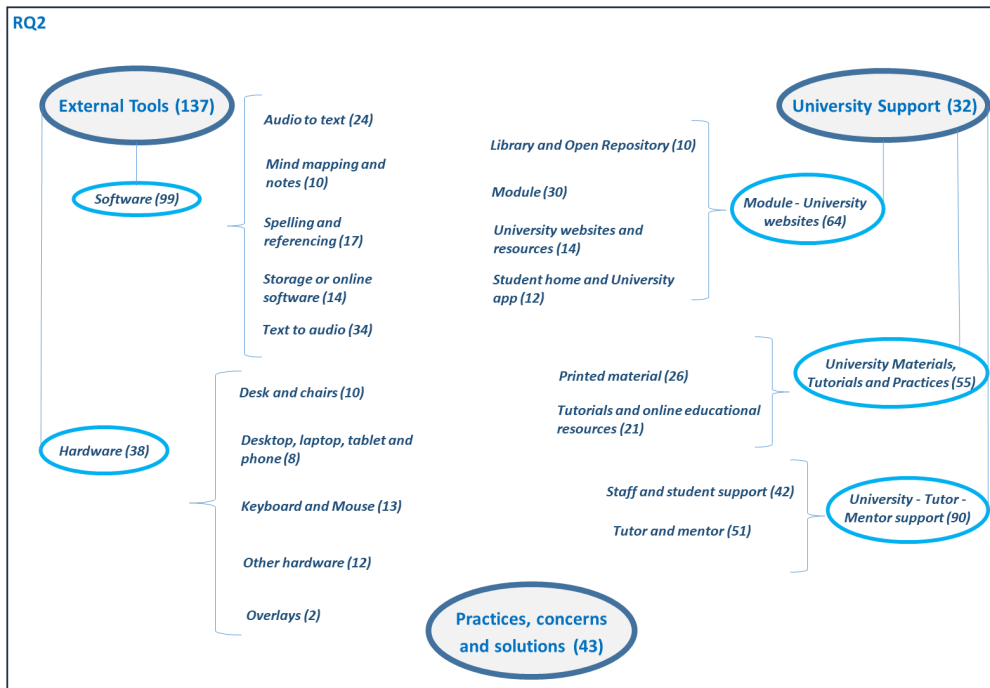 RQ2
External Tools (137)
Software (99)
Audio to text (24)
Mind mapping and
notes (10)
Spelling and
referencing (17)
Storage or online
software (14)
Text to audio (34)
Hardware (38)
Desk and chairs (10)
Desktop, laptop, tablet and
phone (8)
Keyboard and Mouse (13)
Other hardware (12)
Overlays (2)
University Support (32)
Module - University
websites (64)
Library and Open Repository (10)
Module (30)
University websites and
resources (14)
Student home and University
app (12)
University Materials,
Tutorials and Practices (55)
Printed material (26)
Tutorials and online educational
resources (21)
University - Tutor -
Mentor support (90)
Staff and student support (42)
Tutor and mentor (51)
Practices, concerns
and solutions (43)